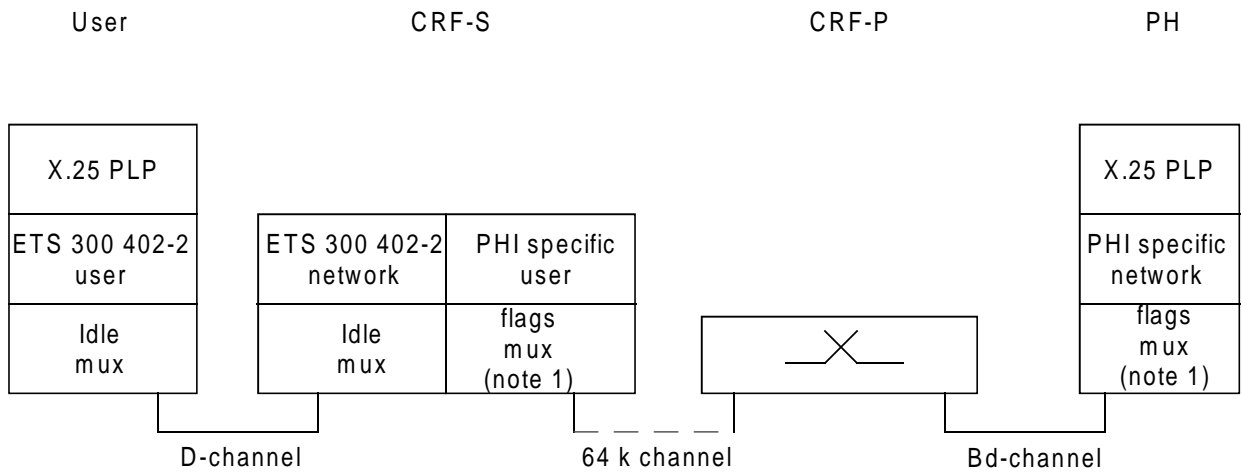 User
CRF-S
CRF-P
PH
X.25 PLP
X.25 PLP
ETS 300 402-2
user
ETS 300 402-2
network
PHI specific
user
PHI specific
network
Idle
mux
Idle
mux
flags
mux
(note 1)
flags
mux
(note 1)
D-channel
64 k channel
Bd-channel